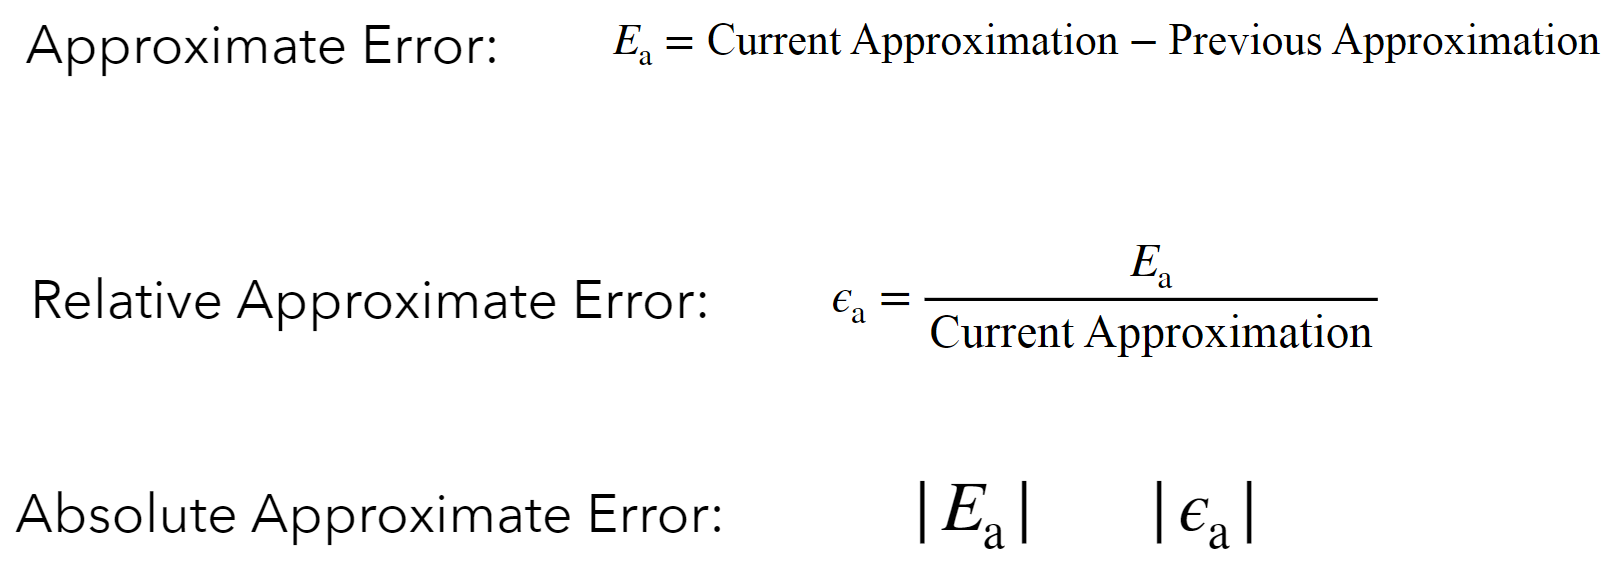 Approximate Error: Eₐ = Current Approximation − Previous Approximation
Relative Approximate Error: ϵₐ = Eₐ / Current Approximation
Absolute Approximate Error: |Eₐ| |ϵₐ|